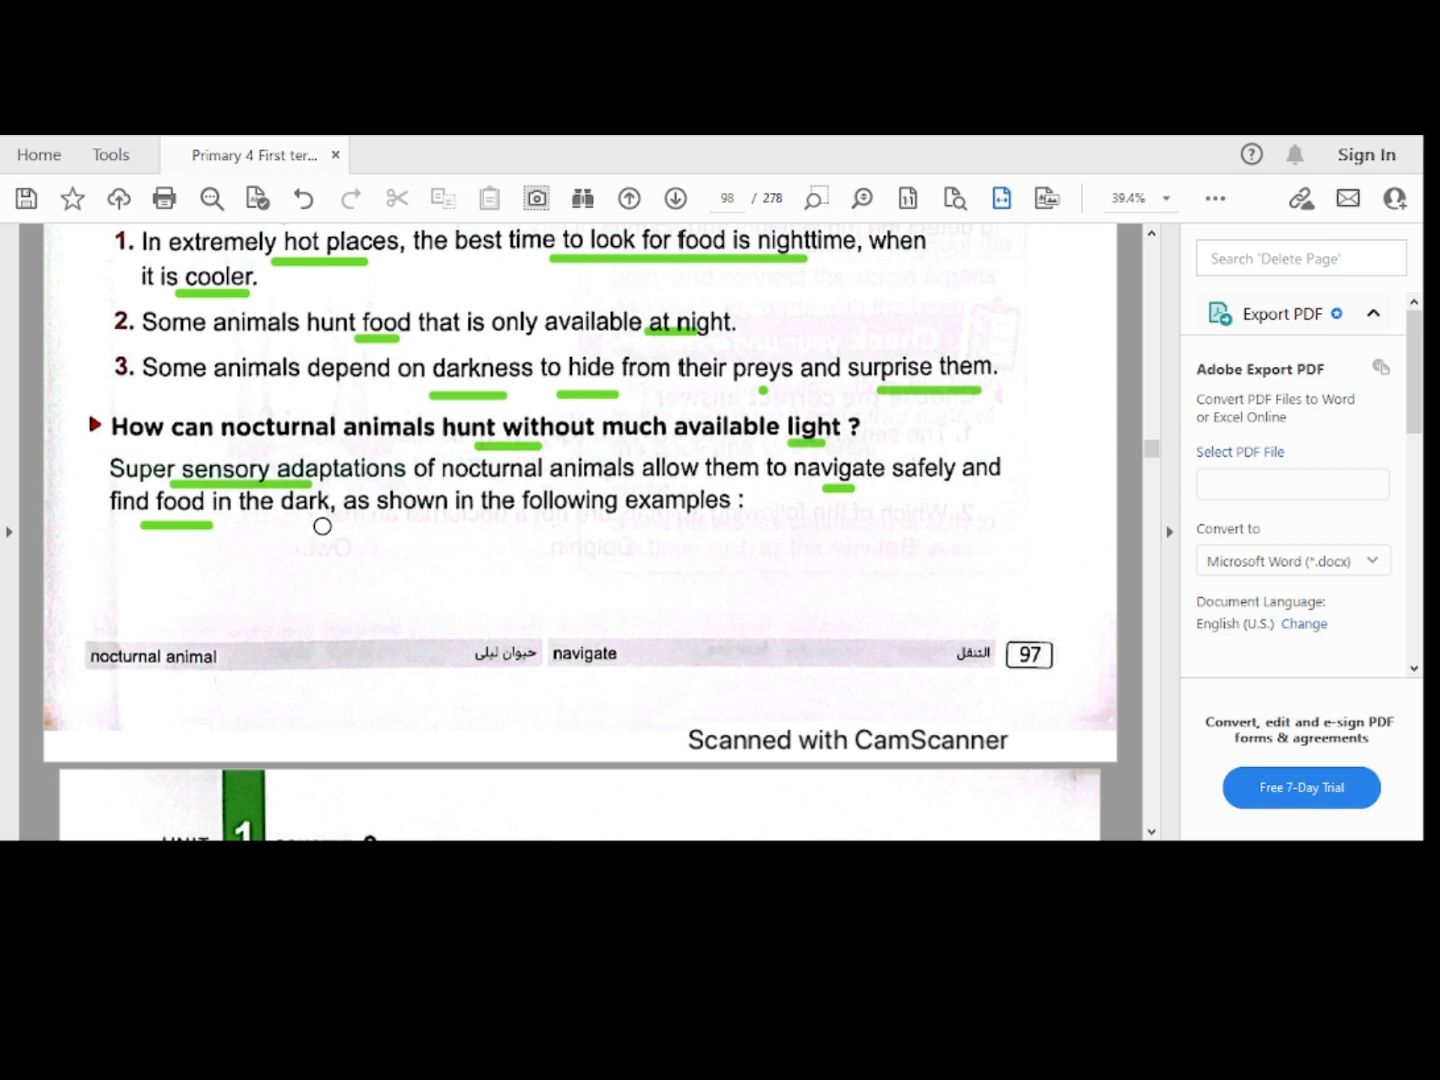 Home Tools Primary 4 First ter... × Sign In
98 / 278 39.4%
1. In extremely hot places, the best time to look for food is nighttime, when
it is cooler.
2. Some animals hunt food that is only available at night.
3. Some animals depend on darkness to hide from their preys and surprise them.
How can nocturnal animals hunt without much available light ?
Super sensory adaptations of nocturnal animals allow them to navigate safely and
find food in the dark, as shown in the following examples :
nocturnal animal حيوان ليلى navigate التنقل 97
Scanned with CamScanner
1
Search 'Delete Page'
Export PDF
Adobe Export PDF
Convert PDF Files to Word
or Excel Online
Select PDF File
Convert to
Microsoft Word (*.docx)
Document Language:
English (U.S.) Change
Convert, edit and e-sign PDF
forms & agreements
Free 7-Day Trial